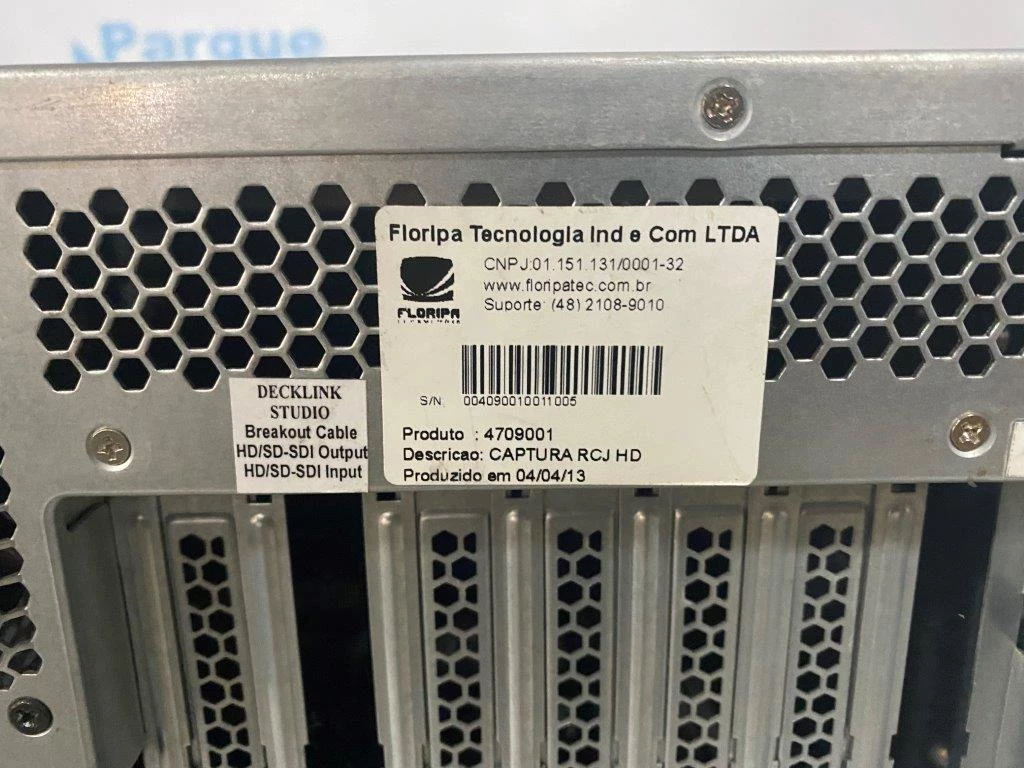 Parque
Floripa Tecnologia Ind e Com LTDA
CNPJ:01.151.131/0001-32
www.floripatec.com.br
Suporte: (48) 2108-9010
FLORIPA
S/N: 004090010011005
Produto : 4709001
Descricao: CAPTURA RCJ HD
Produzido em 04/04/13
DECKLINK
STUDIO
Breakout Cable
HD/SD-SDI Output
HD/SD-SDI Input